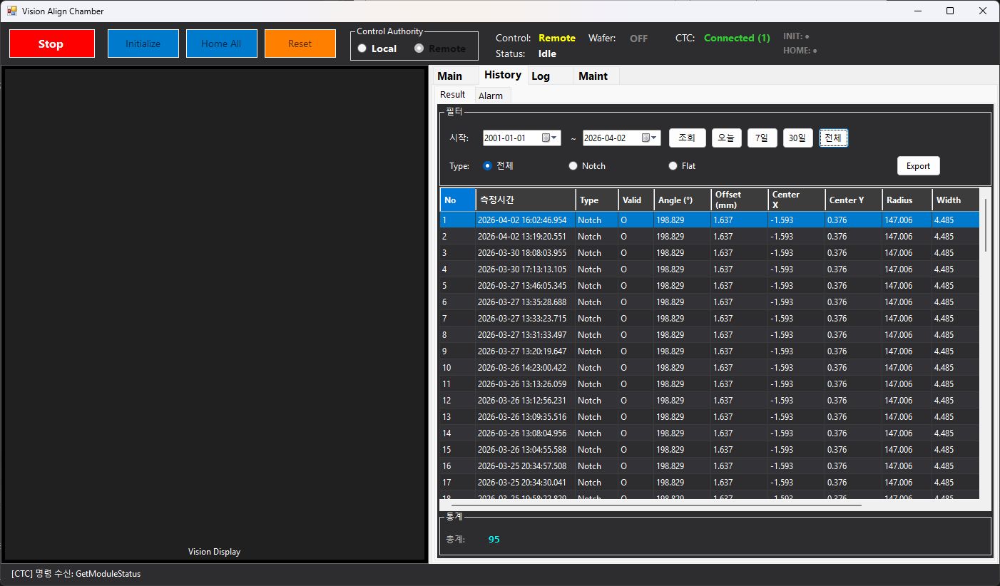 Vision Align Chamber
Stop Initialize Home All Reset
Control Authority
Local Remote
Control: Remote Wafer: OFF CTC: Connected (1) INIT: ●
Status: Idle HOME: ●
Main History Log Maint
Result Alarm
필터
시작: 2001-01-01 ~ 2026-04-02 조회 오늘 7일 30일 전체
Type: 전체 Notch Flat Export
No 측정시간 Type Valid Angle (°) Offset (mm) Center X Center Y Radius Width
1 2026-04-02 16:02:46.954 Notch O 198.829 1.637 -1.593 0.376 147.006 4.485
2 2026-04-02 13:19:20.551 Notch O 198.829 1.637 -1.593 0.376 147.006 4.485
3 2026-03-30 18:08:03.955 Notch O 198.829 1.637 -1.593 0.376 147.006 4.485
4 2026-03-30 17:13:13.105 Notch O 198.829 1.637 -1.593 0.376 147.006 4.485
5 2026-03-27 13:46:05.345 Notch O 198.829 1.637 -1.593 0.376 147.006 4.485
6 2026-03-27 13:35:28.688 Notch O 198.829 1.637 -1.593 0.376 147.006 4.485
7 2026-03-27 13:33:23.715 Notch O 198.829 1.637 -1.593 0.376 147.006 4.485
8 2026-03-27 13:31:33.497 Notch O 198.829 1.637 -1.593 0.376 147.006 4.485
9 2026-03-27 13:20:19.647 Notch O 198.829 1.637 -1.593 0.376 147.006 4.485
10 2026-03-26 14:23:00.422 Notch O 198.829 1.637 -1.593 0.376 147.006 4.485
11 2026-03-26 13:13:26.059 Notch O 198.829 1.637 -1.593 0.376 147.006 4.485
12 2026-03-26 13:12:56.231 Notch O 198.829 1.637 -1.593 0.376 147.006 4.485
13 2026-03-26 13:09:35.516 Notch O 198.829 1.637 -1.593 0.376 147.006 4.485
14 2026-03-26 13:08:04.956 Notch O 198.829 1.637 -1.593 0.376 147.006 4.485
15 2026-03-26 13:04:55.588 Notch O 198.829 1.637 -1.593 0.376 147.006 4.485
16 2026-03-25 20:34:57.508 Notch O 198.829 1.637 -1.593 0.376 147.006 4.485
17 2026-03-25 20:34:30.041 Notch O 198.829 1.637 -1.593 0.376 147.006 4.485
18 2026-03-25 19:58:22.829 Notch O 198.829 1.637 -1.593 0.376 147.006 4.485
통계
총계: 95
Vision Display
[CTC] 명령 수신: GetModuleStatus